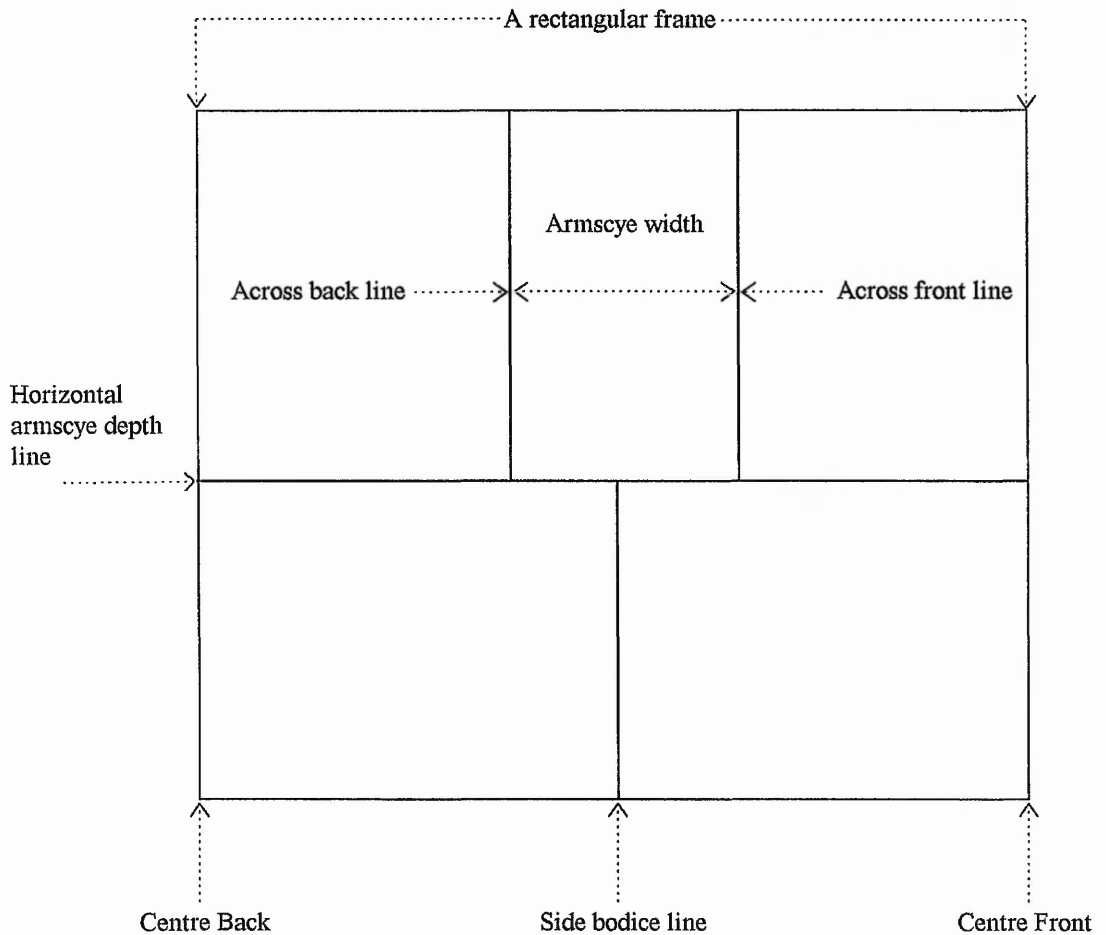 A rectangular frame
Armscye width
Across back line
Across front line
Horizontal
armscye depth
line
Centre Back
Side bodice line
Centre Front